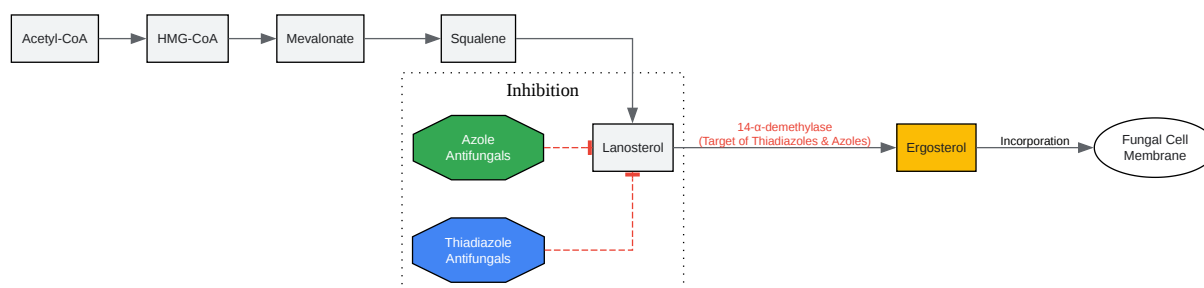 Acetyl-CoA
HMG-CoA
Mevalonate
Squalene
Inhibition
Azole
Antifungals
Lanosterol
14-α-demethylase
(Target of Thiadiazoles & Azoles)
Ergosterol
Incorporation
Fungal Cell
Membrane
Thiadiazole
Antifungals